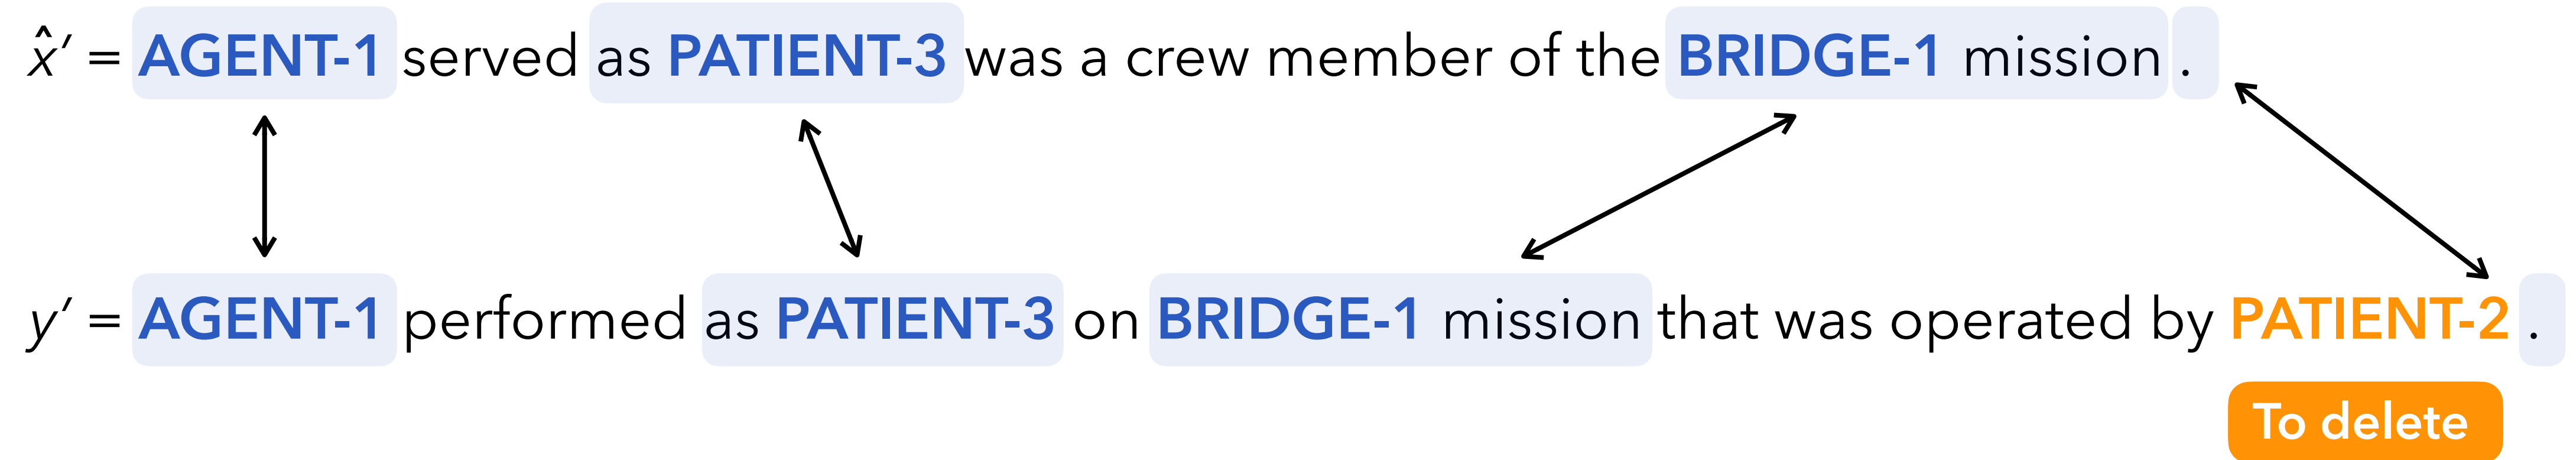 x̂′ = AGENT-1 served as PATIENT-3 was a crew member of the BRIDGE-1 mission .
y′ = AGENT-1 performed as PATIENT-3 on BRIDGE-1 mission that was operated by PATIENT-2 .
To delete